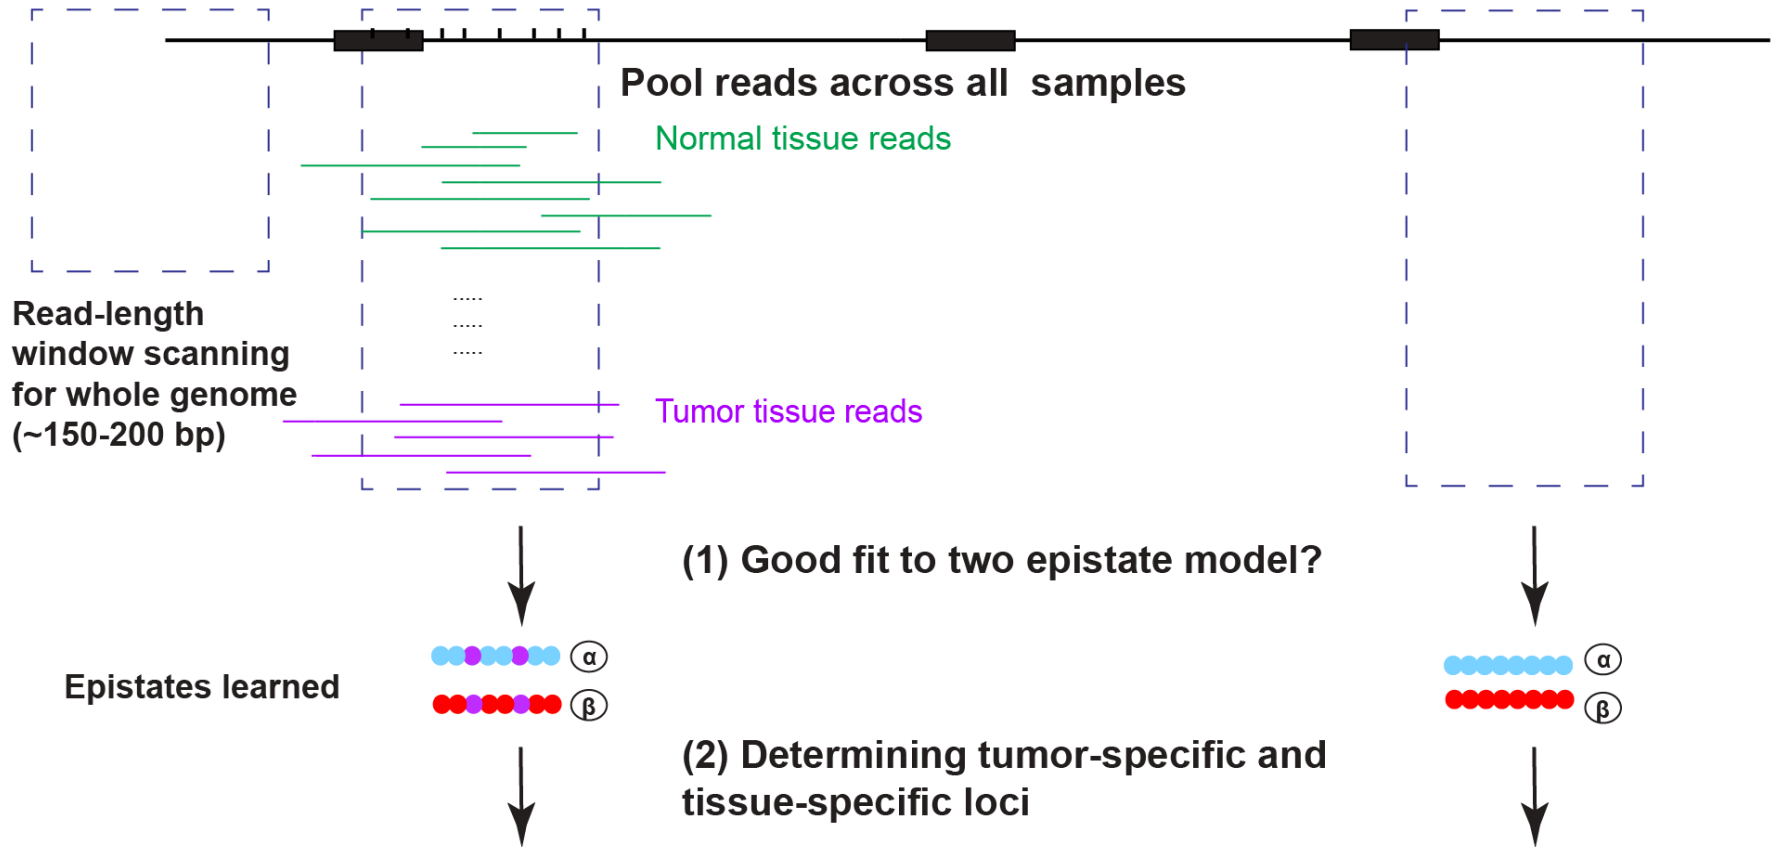 Pool reads across all  samples
Normal tissue reads
Read-length
window scanning
for whole genome
(~150-200 bp)
.....
.....
.....
Tumor tissue reads
(1) Good fit to two epistate model?
α
α
Epistates learned
β
β
(2) Determining tumor-specific and
tissue-specific loci